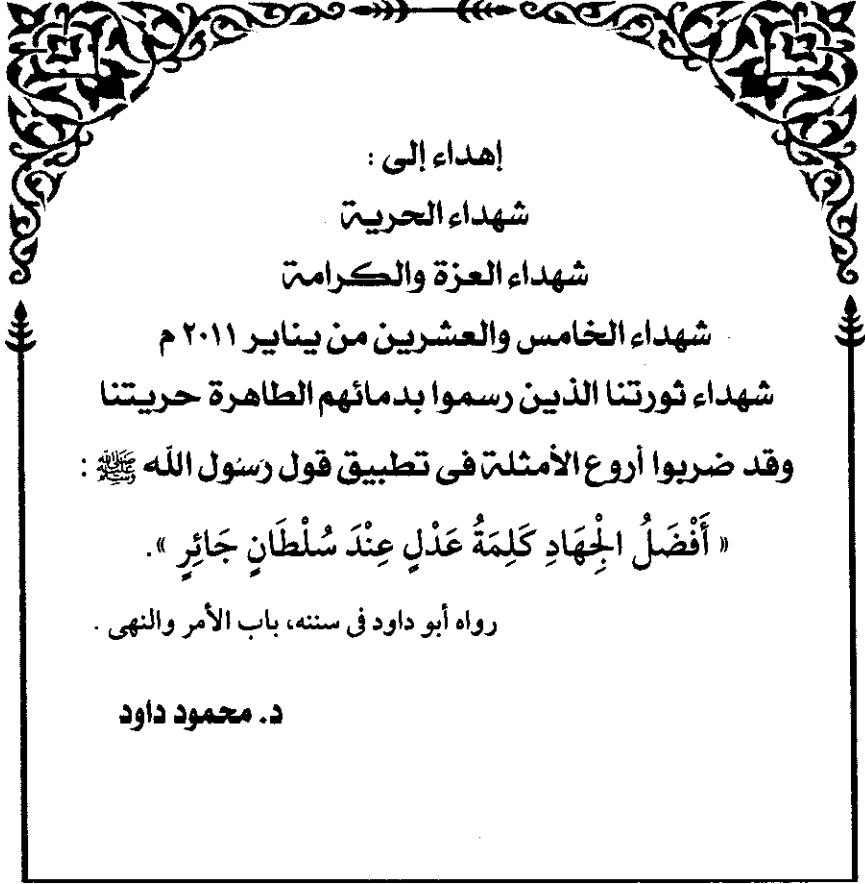 إهداء إلى :
شهداء الحرية
شهداء العزة والكرامة
شهداء الخامس والعشرين من يناير ٢٠١١ م
شهداء ثورتنا الذين رسموا بدمائهم الطاهرة حريتنا
وقد ضربوا أروع الأمثلة فى تطبيق قول رَسُول اللّه ﷺ :
« أَفْضَلُ الْجِهَادِ كَلِمَةُ عَدْلٍ عِنْدَ سُلْطَانٍ جَائِرٍ ».
رواه أبو داود فى سننه، باب الأمر والنهى .
د. محمود داود